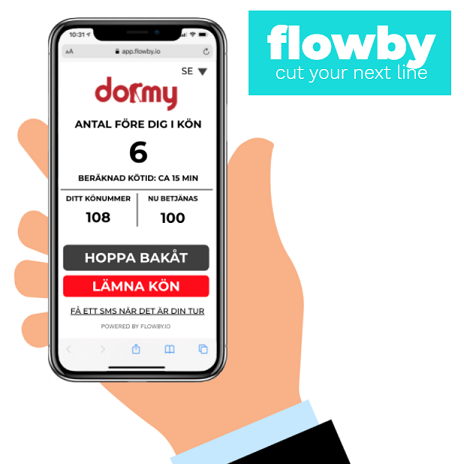 flowby
cut your next line
10:31
AA app.flowby.io
SE
dormy
ANTAL FÖRE DIG I KÖN
6
BERÄKNAD KÖTID: CA 15 MIN
DITT KÖNUMMER NU BETJÄNAS
108 100
HOPPA BAKÅT
LÄMNA KÖN
FÅ ETT SMS NÄR DET ÄR DIN TUR
POWERED BY FLOWBY.IO